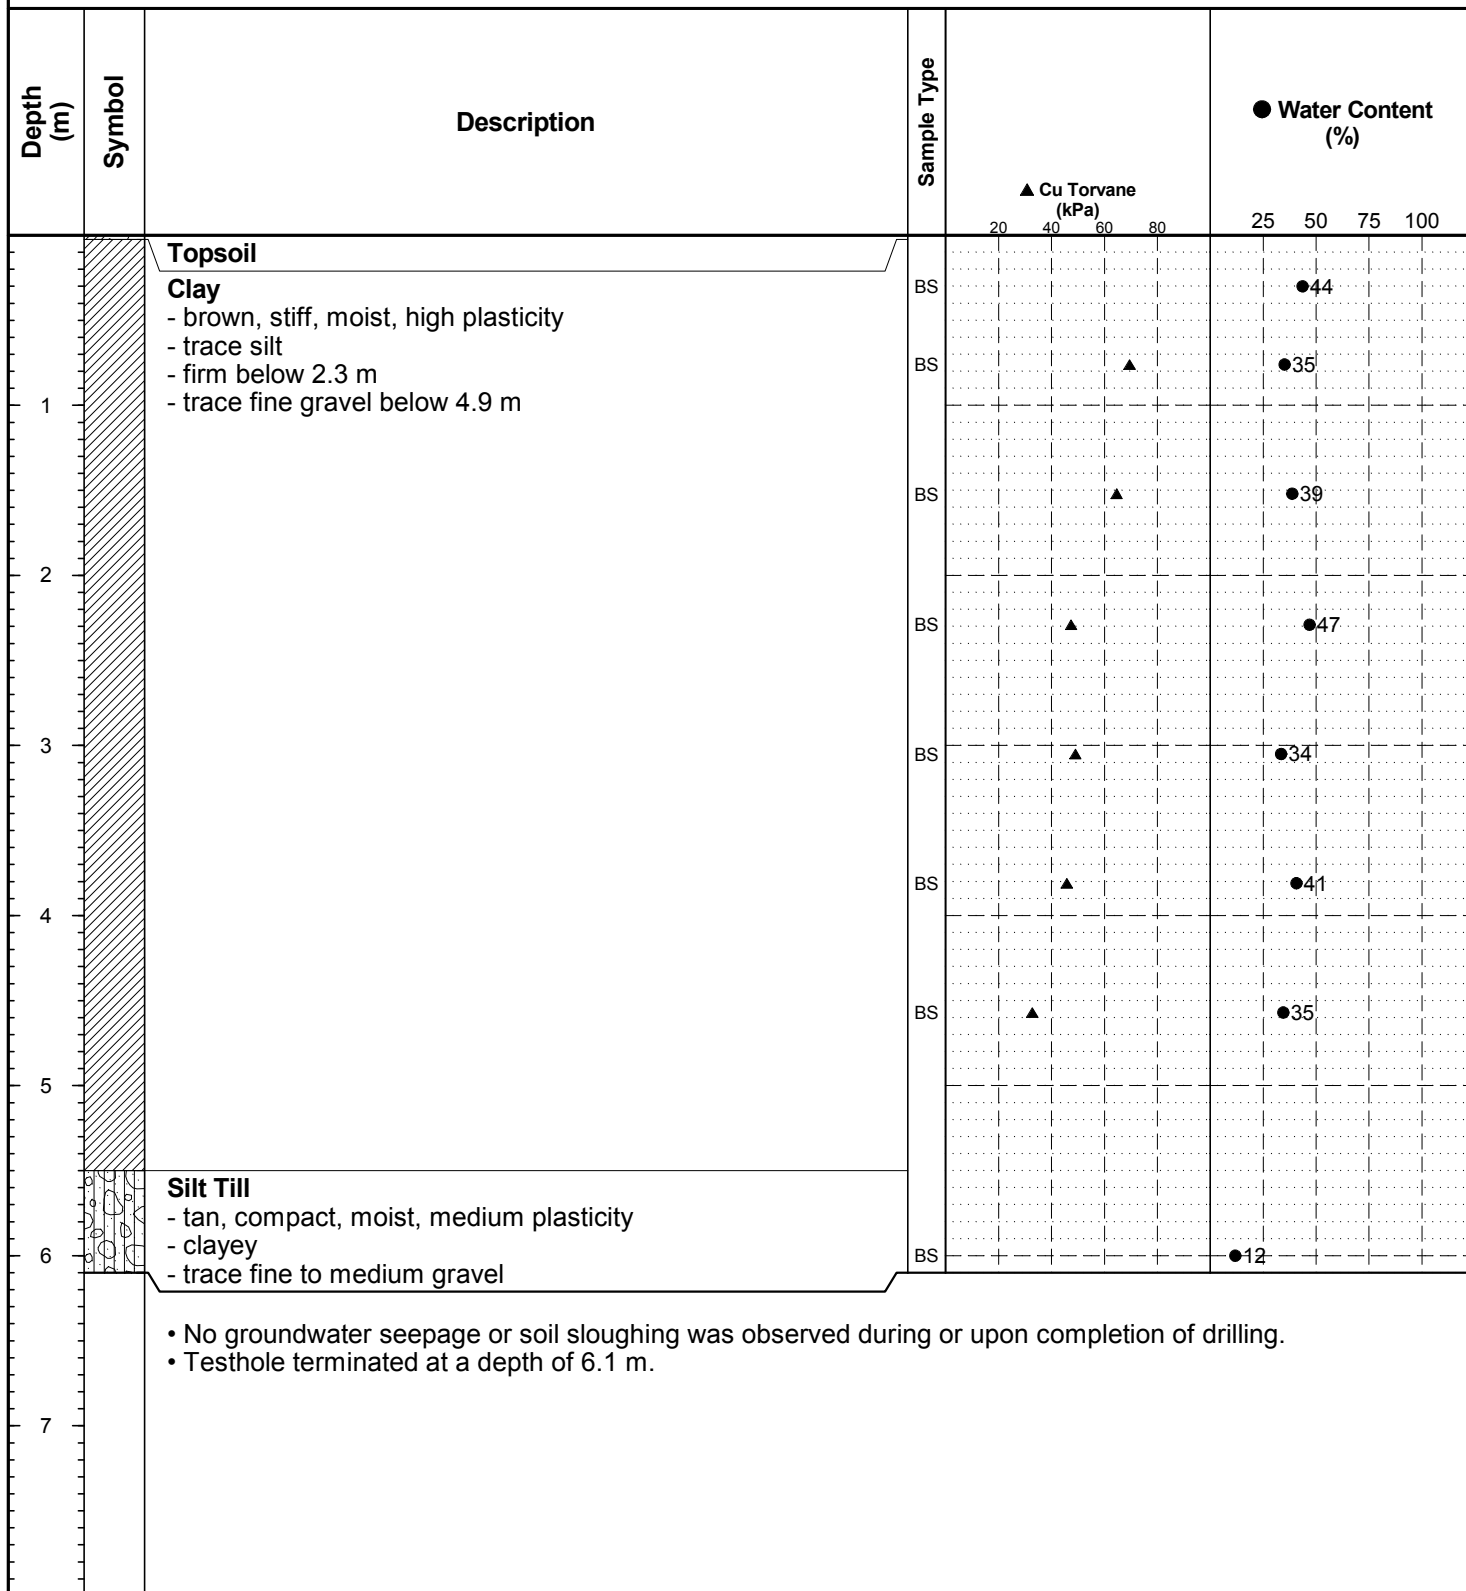 Depth
(m)
Symbol
Description
Sample Type
▲ Cu Torvane
(kPa)
20 40 60 80
● Water Content
(%)
25 50 75 100
Topsoil
Clay
- brown, stiff, moist, high plasticity
- trace silt
- firm below 2.3 m
- trace fine gravel below 4.9 m
BS 44
BS 35
1
BS 39
2
BS 47
3
BS 34
BS 41
4
BS 35
5
Silt Till
- tan, compact, moist, medium plasticity
- clayey
- trace fine to medium gravel
6 BS 12
• No groundwater seepage or soil sloughing was observed during or upon completion of drilling.
• Testhole terminated at a depth of 6.1 m.
7